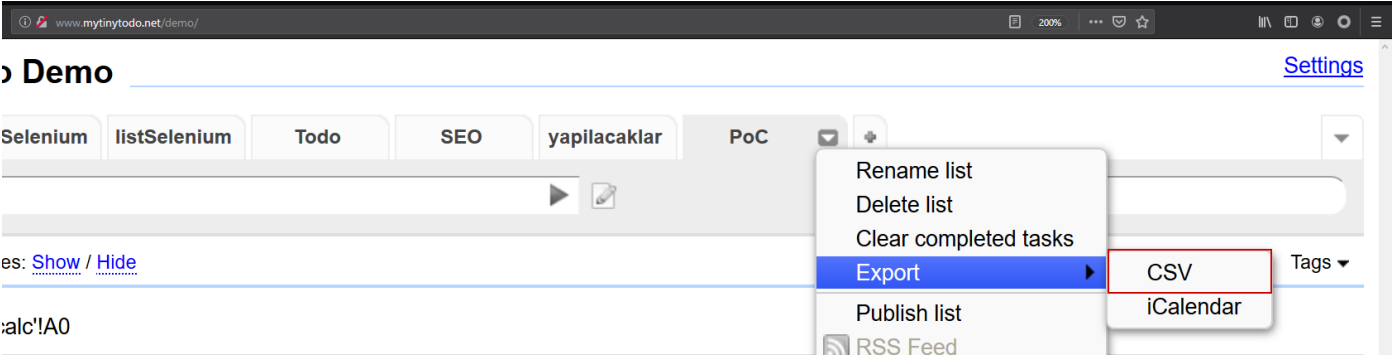 www.mytinytodo.net/demo/ 200%
o Demo Settings
Selenium listSelenium Todo SEO yapilacaklar PoC
Rename list
Delete list
Clear completed tasks
es: Show / Hide Export CSV Tags
iCalendar
Publish list
calc'!A0
RSS Feed